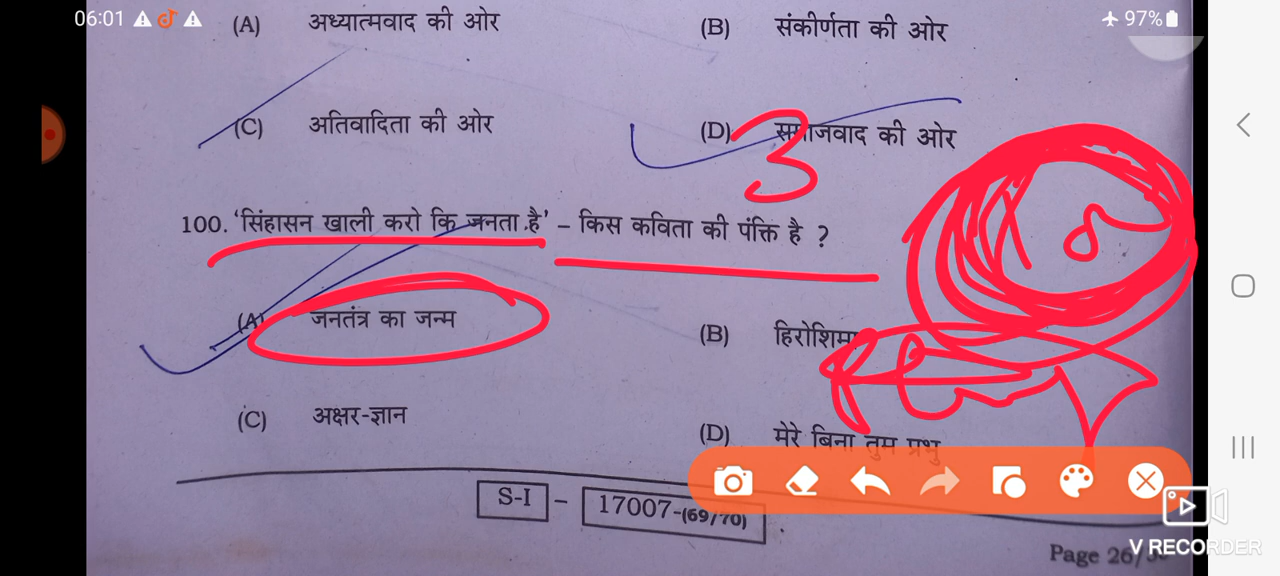 06:01
97%
(A) अध्यात्मवाद की ओर (B) संकीर्णता की ओर
(C) अतिवादिता की ओर (D) समाजवाद की ओर
3
100. 'सिंहासन खाली करो कि जनता है' – किस कविता की पंक्ति है ?
(A) जनतंत्र का जन्म (B) हिरोशिमा
(C) अक्षर-ज्ञान (D) मेरे बिना तुम प्रभु
S-I – 17007-(69/70)
Page 26/
V RECORDER